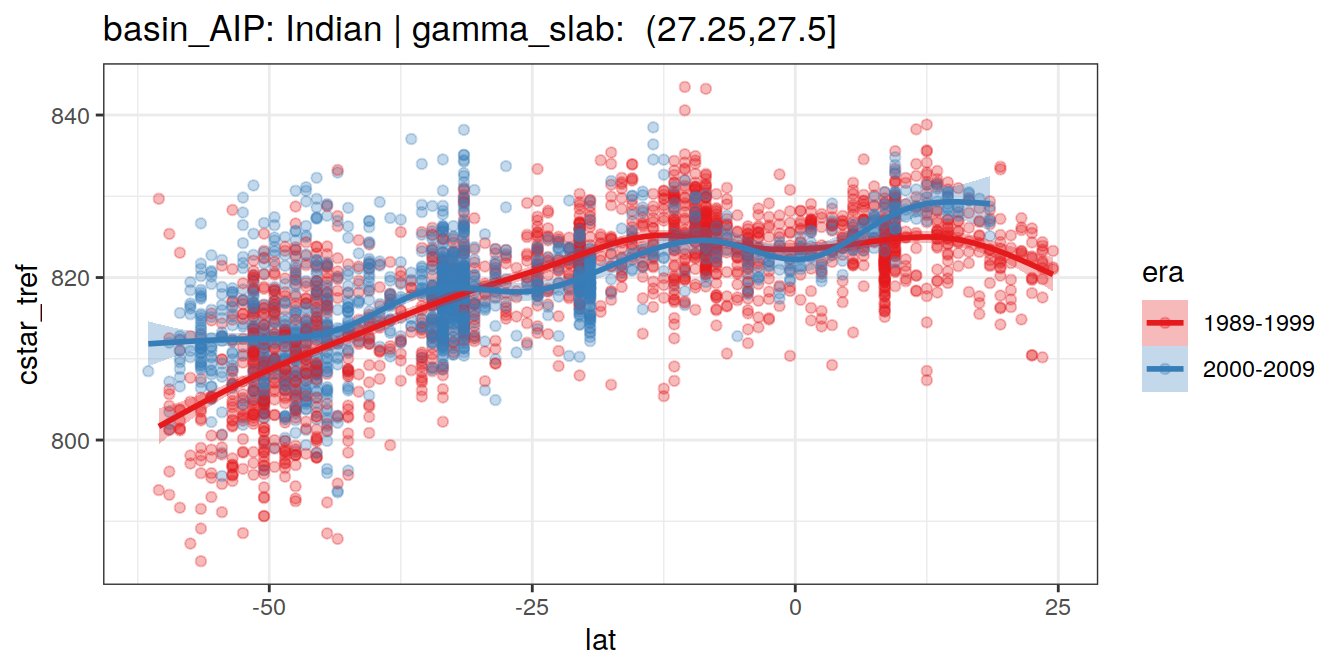 basin_AIP: Indian | gamma_slab:  (27.25,27.5]
840
820
800
cstar_tref
-50
-25
0
25
lat
era
1989-1999
2000-2009